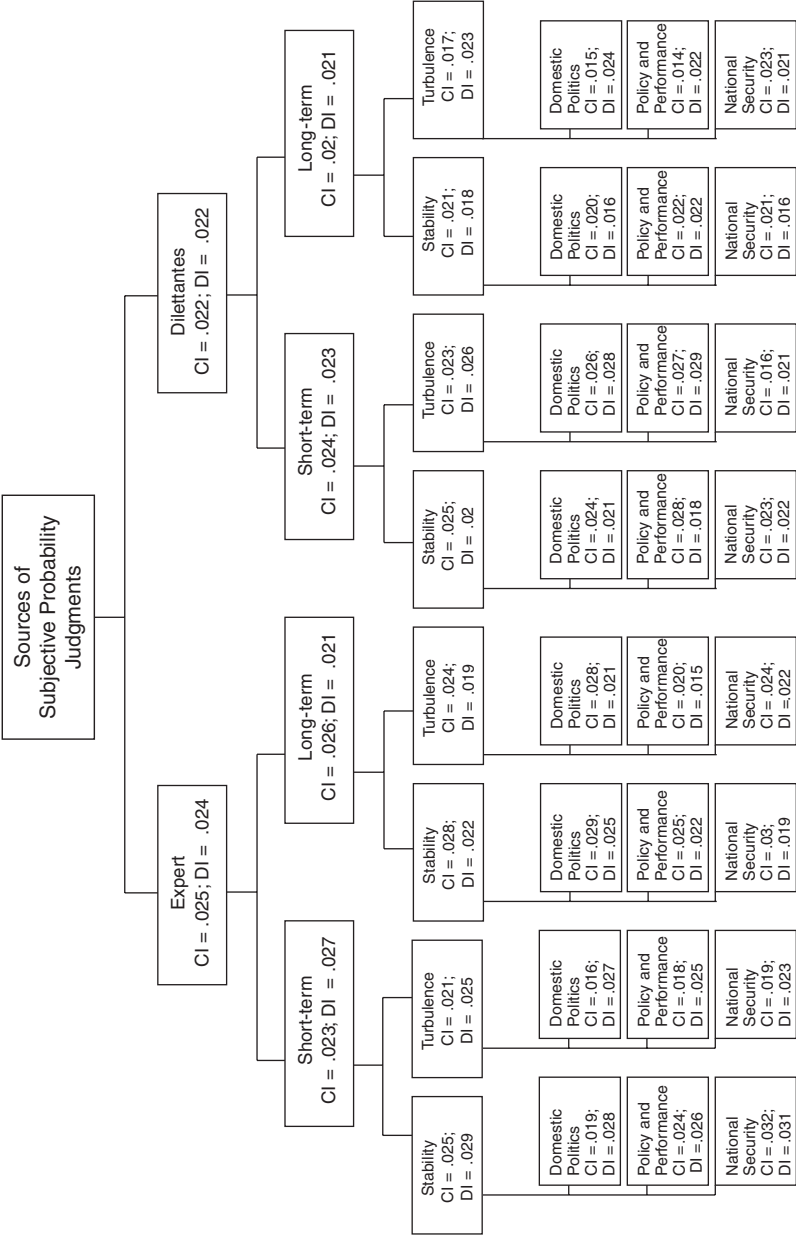 Sources of
Subjective Probability
Judgments
Expert
CI = .025; DI = .024
Dilettantes
CI = .022; DI = .022
Short-term
CI = .023; DI = .027
Long-term
CI = .026; DI = .021
Short-term
CI = .024; DI = .023
Long-term
CI = .02; DI = .021
Stability
CI = .025;
DI = .029
Turbulence
CI = .021;
DI = .025
Stability
CI = .028;
DI = .022
Turbulence
CI = .024;
DI = .019
Stability
CI = .025;
DI = .02
Turbulence
CI = .023;
DI = .026
Stability
CI = .021;
DI = .018
Turbulence
CI = .017;
DI = .023
Domestic
Politics
CI =.019;
DI = .028
Domestic
Politics
CI =.016;
DI =.027
Domestic
Politics
CI =.029;
DI =.025
Domestic
Politics
CI =.028;
DI =.021
Domestic
Politics
CI =.024;
DI =.021
Domestic
Politics
CI =.026;
DI =.028
Domestic
Politics
CI =.020;
DI =.016
Domestic
Politics
CI =.015;
DI =.024
Policy and
Performance
CI =.024;
DI =.026
Policy and
Performance
CI =.018;
DI =.025
Policy and
Performance
CI =.025;
DI =.022
Policy and
Performance
CI =.020;
DI =.015
Policy and
Performance
CI =.028;
DI =.018
Policy and
Performance
CI =.027;
DI =.029
Policy and
Performance
CI =.022;
DI =.022
Policy and
Performance
CI =.014;
DI =.022
National
Security
CI =.032;
DI =.031
National
Security
CI =.019;
DI =.023
National
Security
CI =.03;
DI =.019
National
Security
CI =.024;
DI =.022
National
Security
CI =.023;
DI =.022
National
Security
CI =.016;
DI =.021
National
Security
CI =.021;
DI =.016
National
Security
CI =.023;
DI =.021